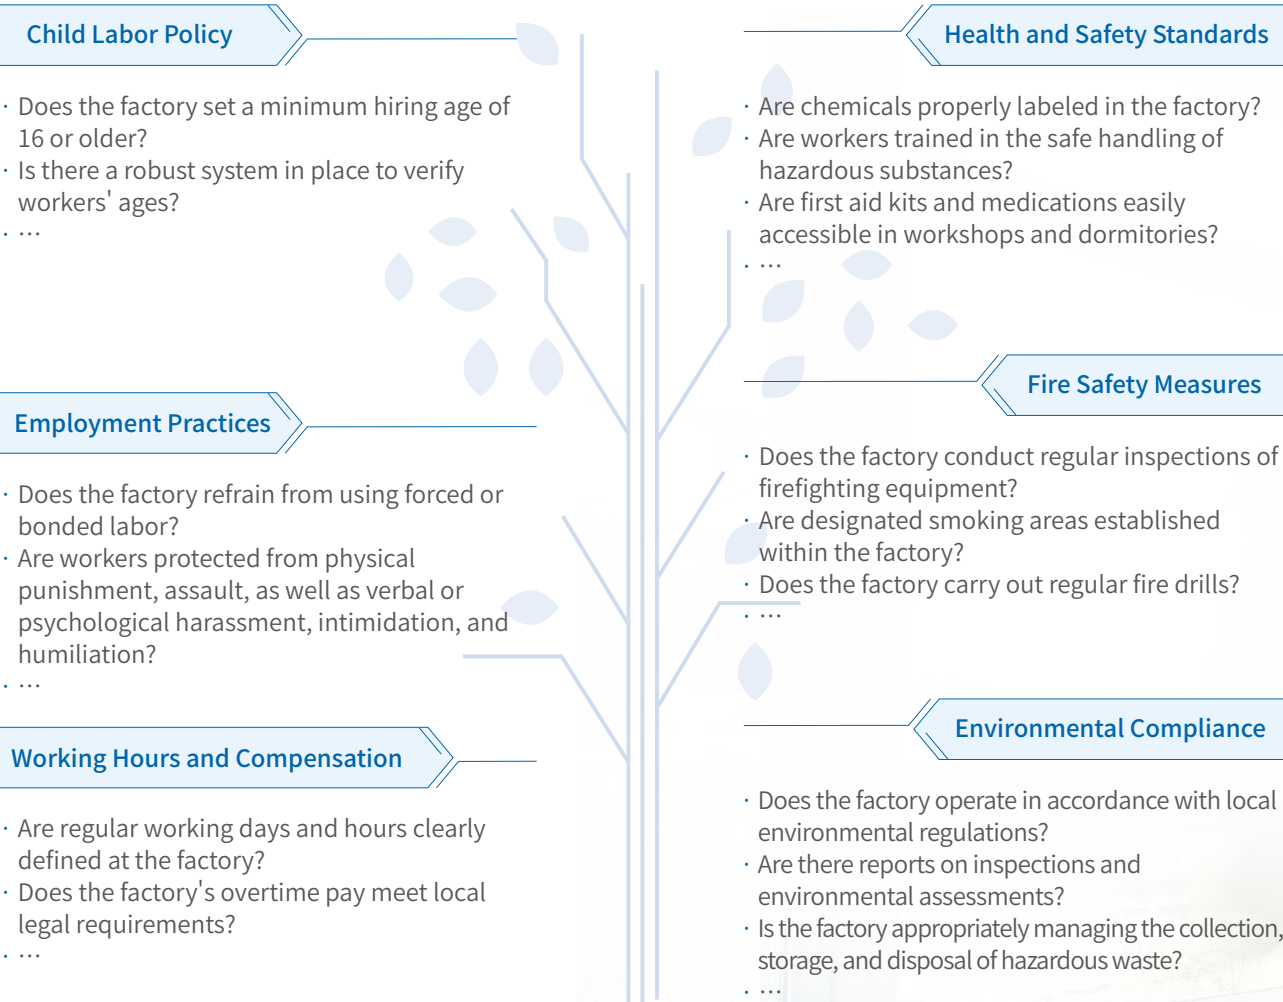 Child Labor Policy
· Does the factory set a minimum hiring age of
16 or older?
· Is there a robust system in place to verify
workers' ages?
· ···
Employment Practices
· Does the factory refrain from using forced or
bonded labor?
· Are workers protected from physical
punishment, assault, as well as verbal or
psychological harassment, intimidation, and
humiliation?
· ···
Working Hours and Compensation
· Are regular working days and hours clearly
defined at the factory?
· Does the factory's overtime pay meet local
legal requirements?
· ···
Health and Safety Standards
· Are chemicals properly labeled in the factory?
· Are workers trained in the safe handling of
hazardous substances?
· Are first aid kits and medications easily
accessible in workshops and dormitories?
· ···
Fire Safety Measures
· Does the factory conduct regular inspections of
firefighting equipment?
· Are designated smoking areas established
within the factory?
· Does the factory carry out regular fire drills?
· ···
Environmental Compliance
· Does the factory operate in accordance with local
environmental regulations?
· Are there reports on inspections and
environmental assessments?
· Is the factory appropriately managing the collection,
storage, and disposal of hazardous waste?
· ···